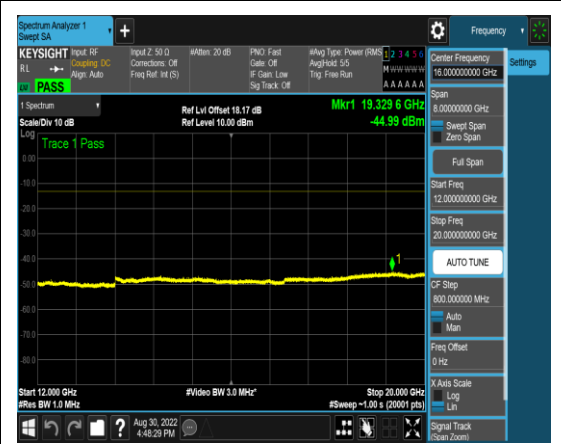 Spectrum Analyzer 1
Swept SA
Frequency
KEYSIGHT
RL
PASS
Input: RF
Coupling: DC
Align: Auto
Input Z: 50 Ω
Corrections: Off
Freq Ref: Int (S)
#Atten: 20 dB
PNO: Fast
Gate: Off
IF Gain: Low
Sig Track: Off
#Avg Type: Power (RMS
Avg|Hold: 5/5
Trig: Free Run
1 2 3 4 5 6
M W W W W W
A A A A A A
Center Frequency
16.000000000 GHz
Settings
1 Spectrum
Scale/Div 10 dB
Ref Lvl Offset 18.17 dB
Ref Level 10.00 dBm
Mkr1 19.329 6 GHz
-44.99 dBm
Log
Trace 1 Pass
0.00
-10.0
-20.0
-30.0
-40.0
-50.0
-60.0
-70.0
-80.0
1
Span
8.00000000 GHz
Swept Span
Zero Span
Full Span
Start Freq
12.000000000 GHz
Stop Freq
20.000000000 GHz
AUTO TUNE
CF Step
800.000000 MHz
Auto
Man
Freq Offset
0 Hz
X Axis Scale
Log
Lin
Signal Track
(Span Zoom)
Start 12.000 GHz
#Res BW 1.0 MHz
#Video BW 3.0 MHz*
Stop 20.000 GHz
#Sweep ~1.00 s (20001 pts)
Aug 30, 2022
4:48:29 PM